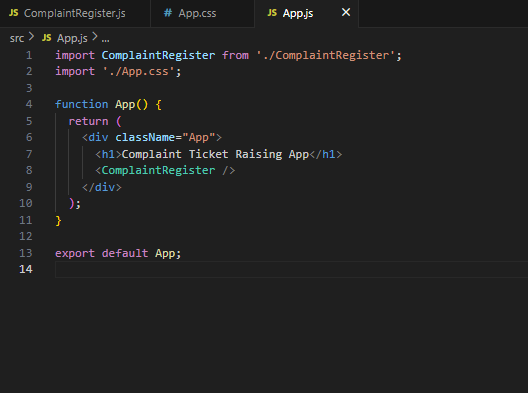 JS ComplaintRegister.js # App.css JS App.js ×
src > JS App.js > ...
1 import ComplaintRegister from './ComplaintRegister';
2 import './App.css';
3
4 function App() {
5 return (
6 <div className="App">
7 <h1>Complaint Ticket Raising App</h1>
8 <ComplaintRegister />
9 </div>
10 );
11 }
12
13 export default App;
14